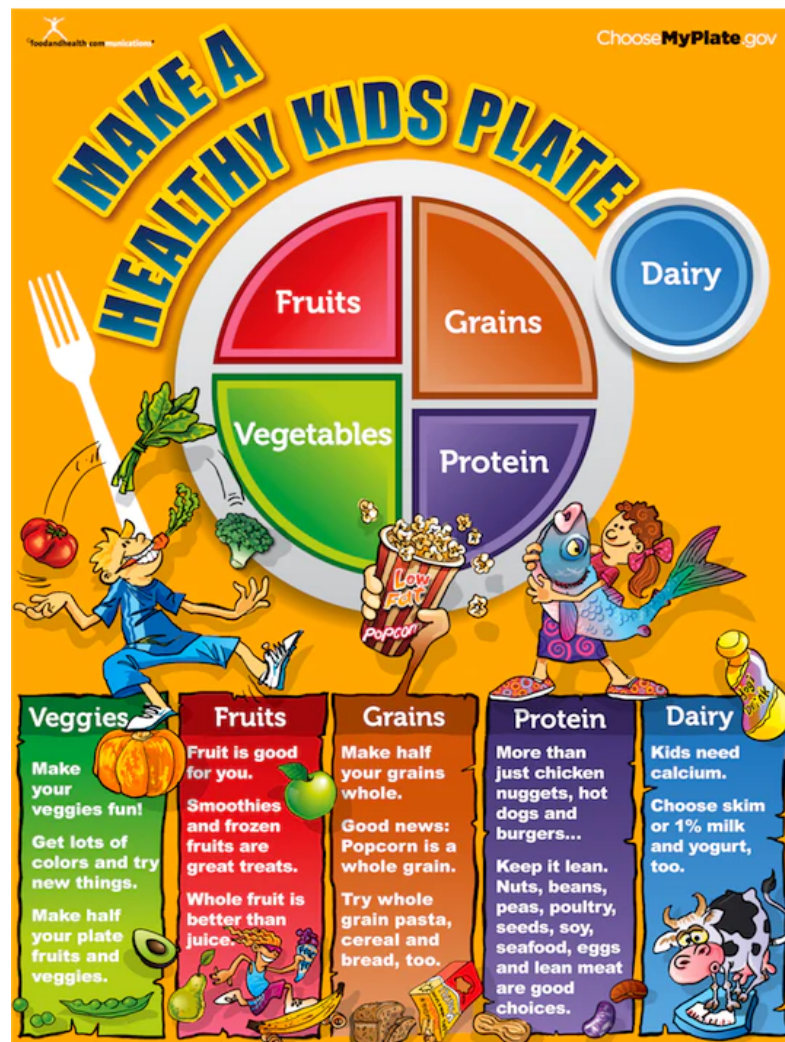 foodandhealth communications
ChooseMyPlate.gov
MAKE A
HEALTHY KIDS PLATE
Fruits
Grains
Dairy
Vegetables
Protein
Low
Fat
Popcorn
Veggies
Make
your
veggies fun!
Get lots of
colors and try
new things.
Make half
your plate
fruits and
veggies.
Fruits
Fruit is good
for you.
Smoothies
and frozen
fruits are
great treats.
Whole fruit is
better than
juice.
Grains
Make half
your grains
whole.
Good news:
Popcorn is a
whole grain.
Try whole
grain pasta,
cereal and
bread, too.
Protein
More than
just chicken
nuggets, hot
dogs and
burgers...
Keep it lean.
Nuts, beans,
peas, poultry,
seeds, soy,
seafood, eggs
and lean meat
are good
choices.
Dairy
Kids need
calcium.
Choose skim
or 1% milk
and yogurt,
too.